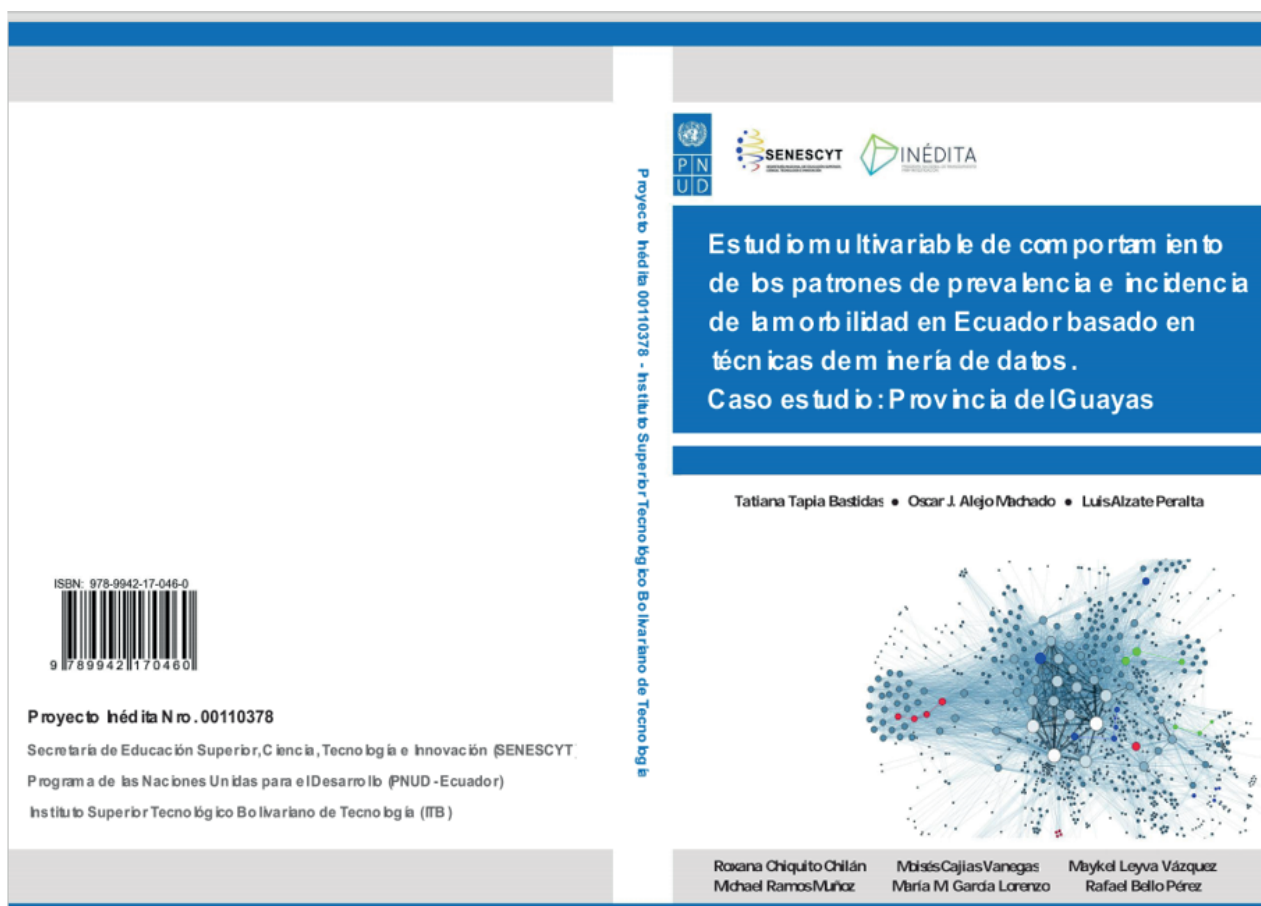 ISBN: 978-9942-17-046-0
9 789942 170460
Proyecto Inédita Nro. 00110378
Secretaría de Educación Superior, Ciencia, Tecnología e Innovación (SENESCYT
Programa de las Naciones Unidas para el Desarrollo (PNUD - Ecuador)
Instituto Superior Tecnológico Bolivariano de Tecnología (ITB)
Proyecto Inédita 00110378 - Instituto Superior Tecnológico Bolivariano de Tecnología
PN
UD
SENESCYT
INÉDITA
Estudio multivariable de comportamiento
de los patrones de prevalencia e incidencia
de la morbilidad en Ecuador basado en
técnicas de minería de datos.
Caso estudio: Provincia del Guayas
Tatiana Tapia Bastidas • Oscar J. Alejo Machado • Luis Alzate Peralta
Roxana Chiquito Chilán Moisés Cajias Vanegas Maykel Leyva Vázquez
Michael Ramos Muñoz María M. García Lorenzo Rafael Bello Pérez